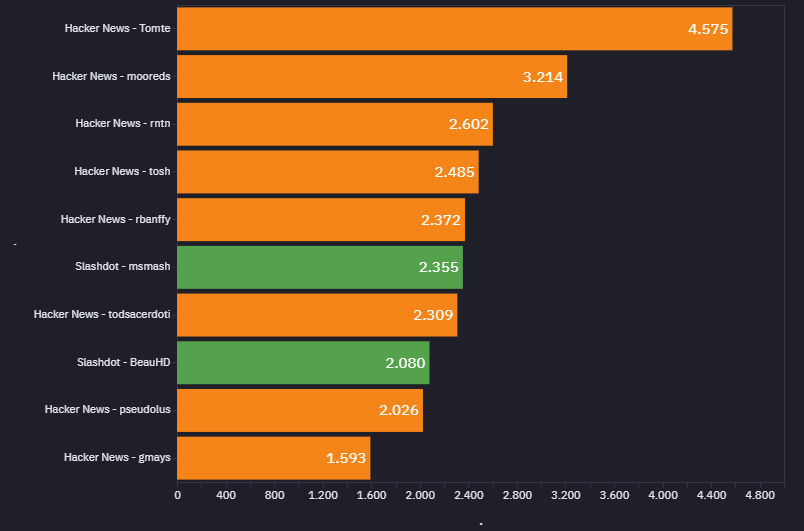 Hacker News - Tomte 4.575
Hacker News - mooreds 3.214
Hacker News - rntn 2.602
Hacker News - tosh 2.485
Hacker News - rbanffy 2.372
Slashdot - msmash 2.355
Hacker News - todsacerdoti 2.309
Slashdot - BeauHD 2.080
Hacker News - pseudolus 2.026
Hacker News - gmays 1.593
0 400 800 1.200 1.600 2.000 2.400 2.800 3.200 3.600 4.000 4.400 4.800